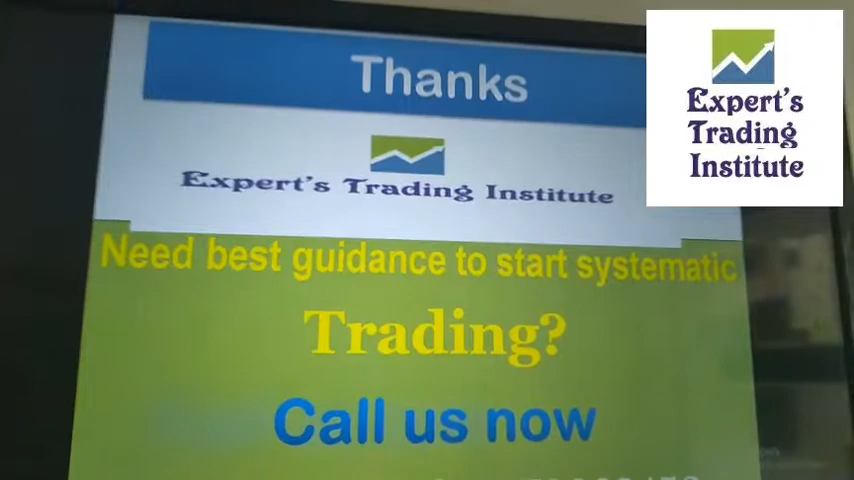 Thanks
Expert's Trading Institute
Need best guidance to start systematic
Trading?
Call us now
Expert's
Trading
Institute